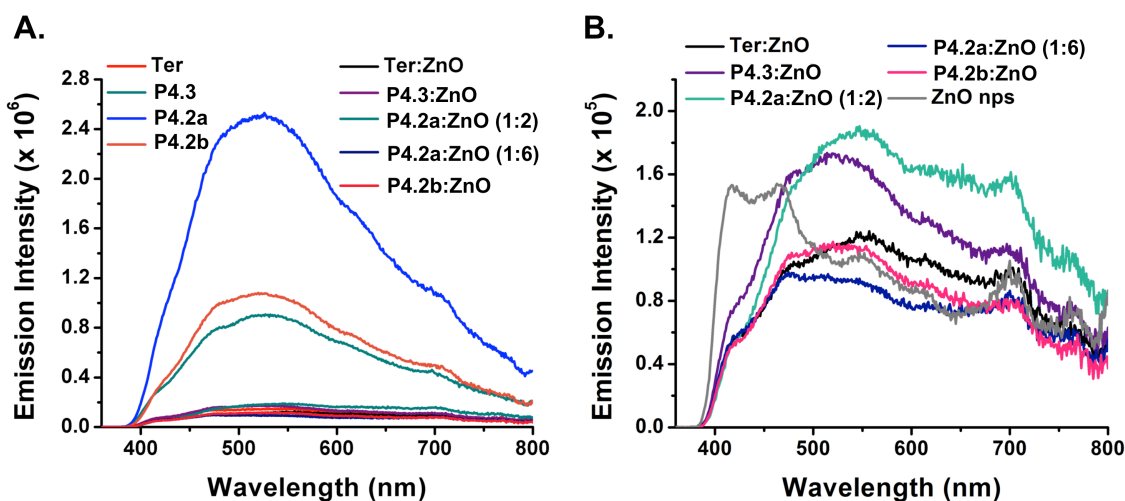 A.
Ter
P4.3
P4.2a
P4.2b
Ter:ZnO
P4.3:ZnO
P4.2a:ZnO (1:2)
P4.2a:ZnO (1:6)
P4.2b:ZnO
Emission Intensity (x 10⁶)
2.8
2.4
2.0
1.6
1.2
0.8
0.4
0.0
400 500 600 700 800
Wavelength (nm)
B.
Ter:ZnO
P4.3:ZnO
P4.2a:ZnO (1:2)
P4.2a:ZnO (1:6)
P4.2b:ZnO
ZnO nps
Emission Intensity (x 10⁵)
2.0
1.6
1.2
0.8
0.4
0.0
400 500 600 700 800
Wavelength (nm)